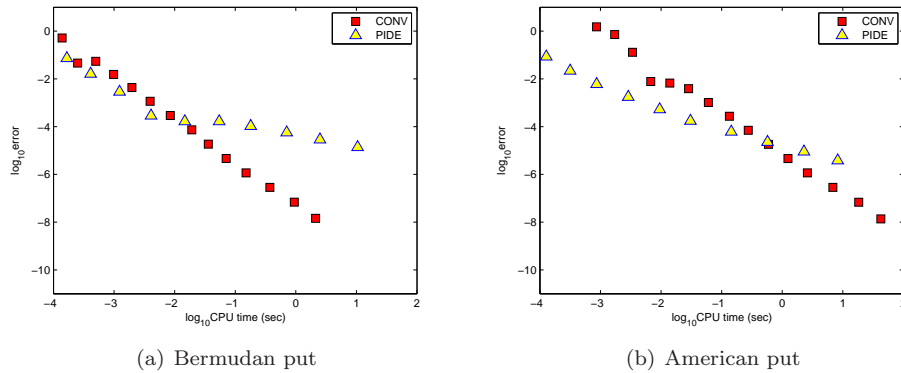 CONV
PIDE
0
−2
−4
−6
−8
−10
log10error
−4
−3
−2
−1
0
1
2
log10CPU time (sec)
(a) Bermudan put
CONV
PIDE
0
−2
−4
−6
−8
−10
log10error
−4
−3
−2
−1
0
1
2
log10CPU time (sec)
(b) American put